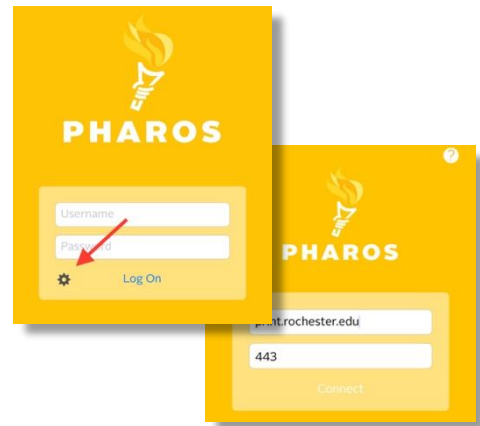 PHAROS
Username
Password
Log On
?
PHAROS
print.rochester.edu
443
Connect